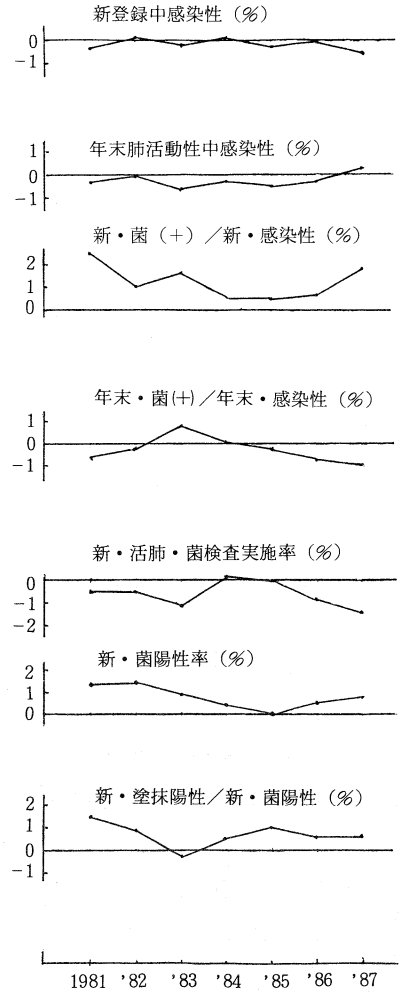 新登録中感染性（％）
0
−1
年末肺活動性中感染性（％）
1
0
−1
新・菌（＋）／新・感染性（％）
2
1
0
年末・菌(＋)／年末・感染性（％）
1
0
−1
新・活肺・菌検査実施率（％）
0
−1
−2
新・菌陽性率（％）
2
1
0
新・塗抹陽性／新・菌陽性（％）
2
1
0
−1
1981 '82 '83 '84 '85 '86 '87